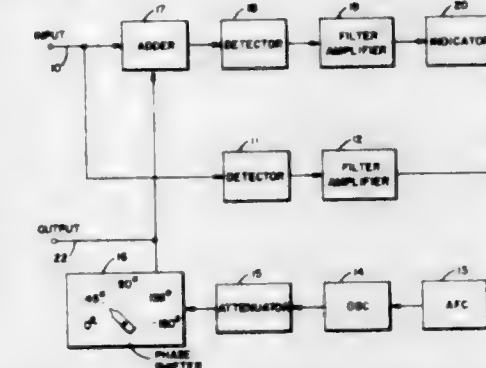 17
18
19
20
INPUT
10
ADDER
DETECTOR
FILTER
AMPLIFIER
INDICATOR
11
12
DETECTOR
FILTER
AMPLIFIER
OUTPUT
22
16
90°
45°
135°
0°
180°
PHASE
SHIFTER
15
ATTENUATOR
14
OSC
13
AFC